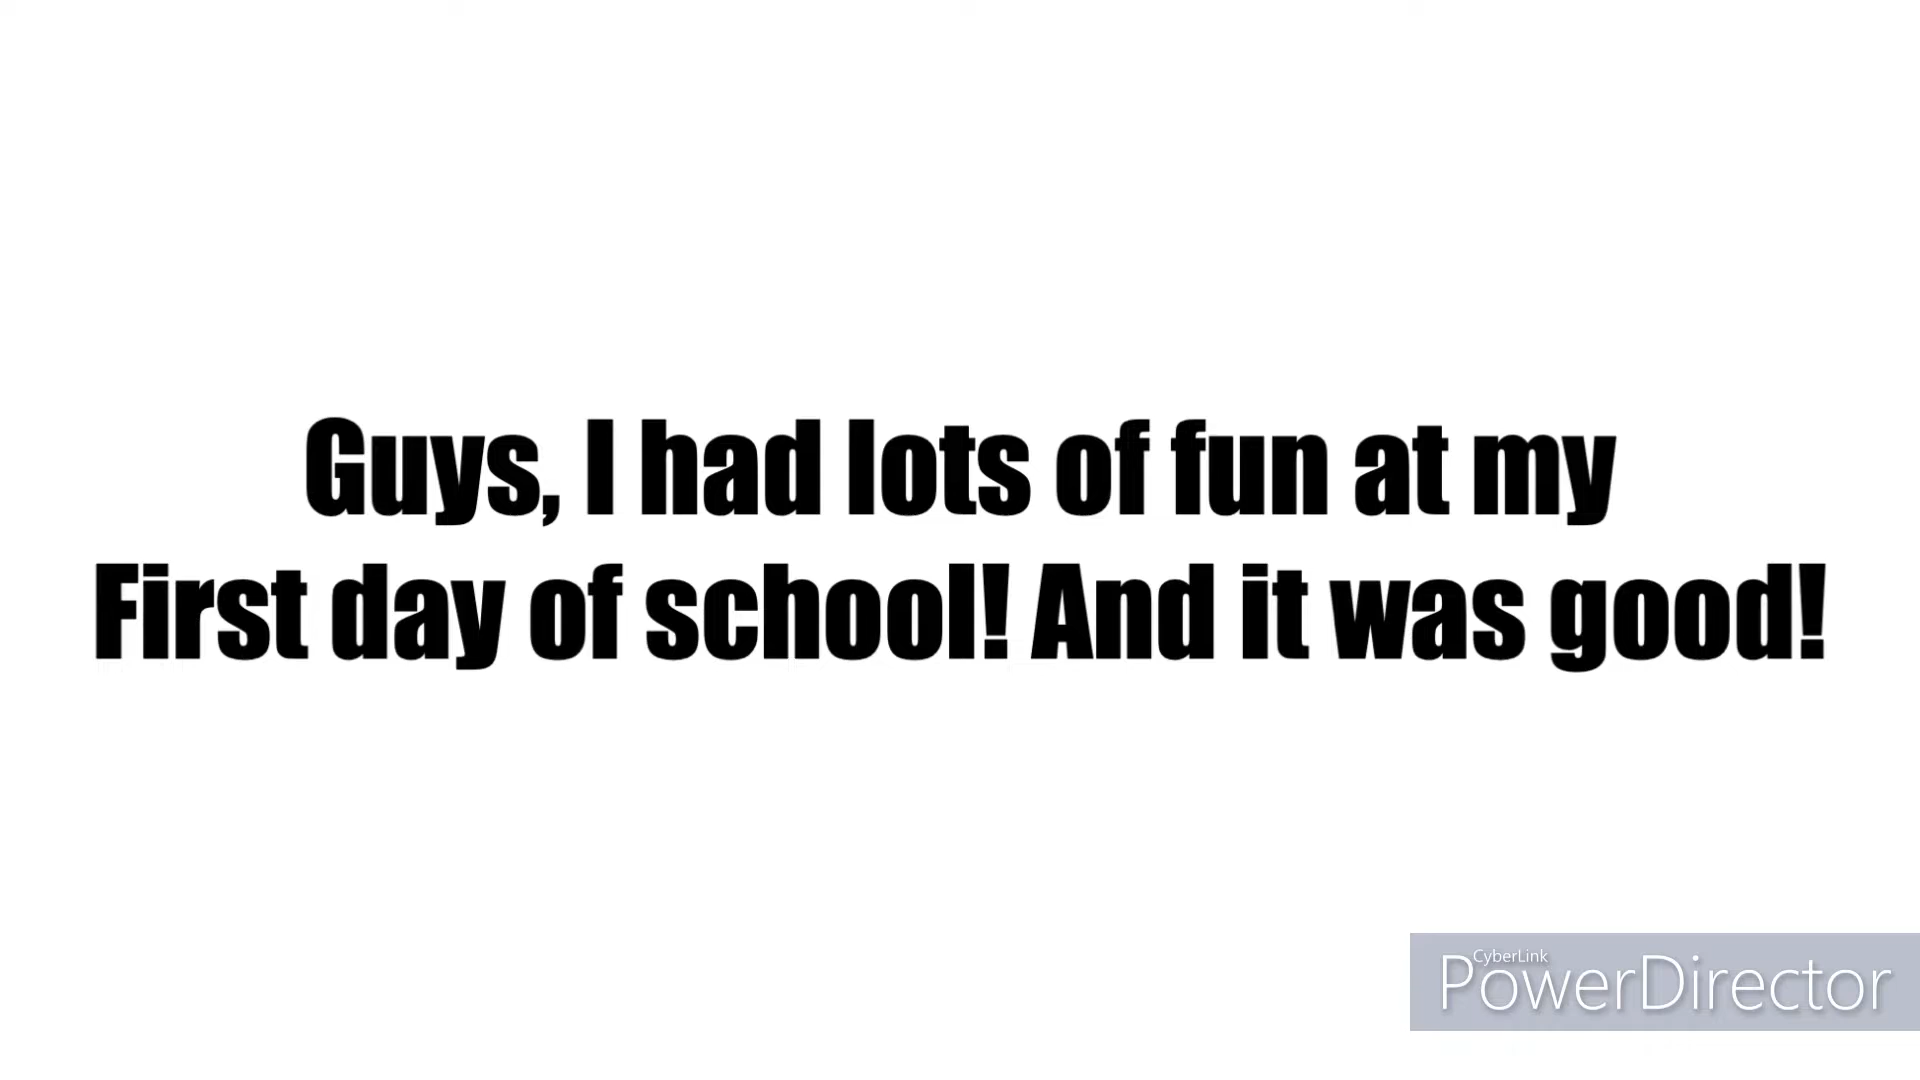 Guys, I had lots of fun at my
First day of school! And it was good!
CyberLink
PowerDirector